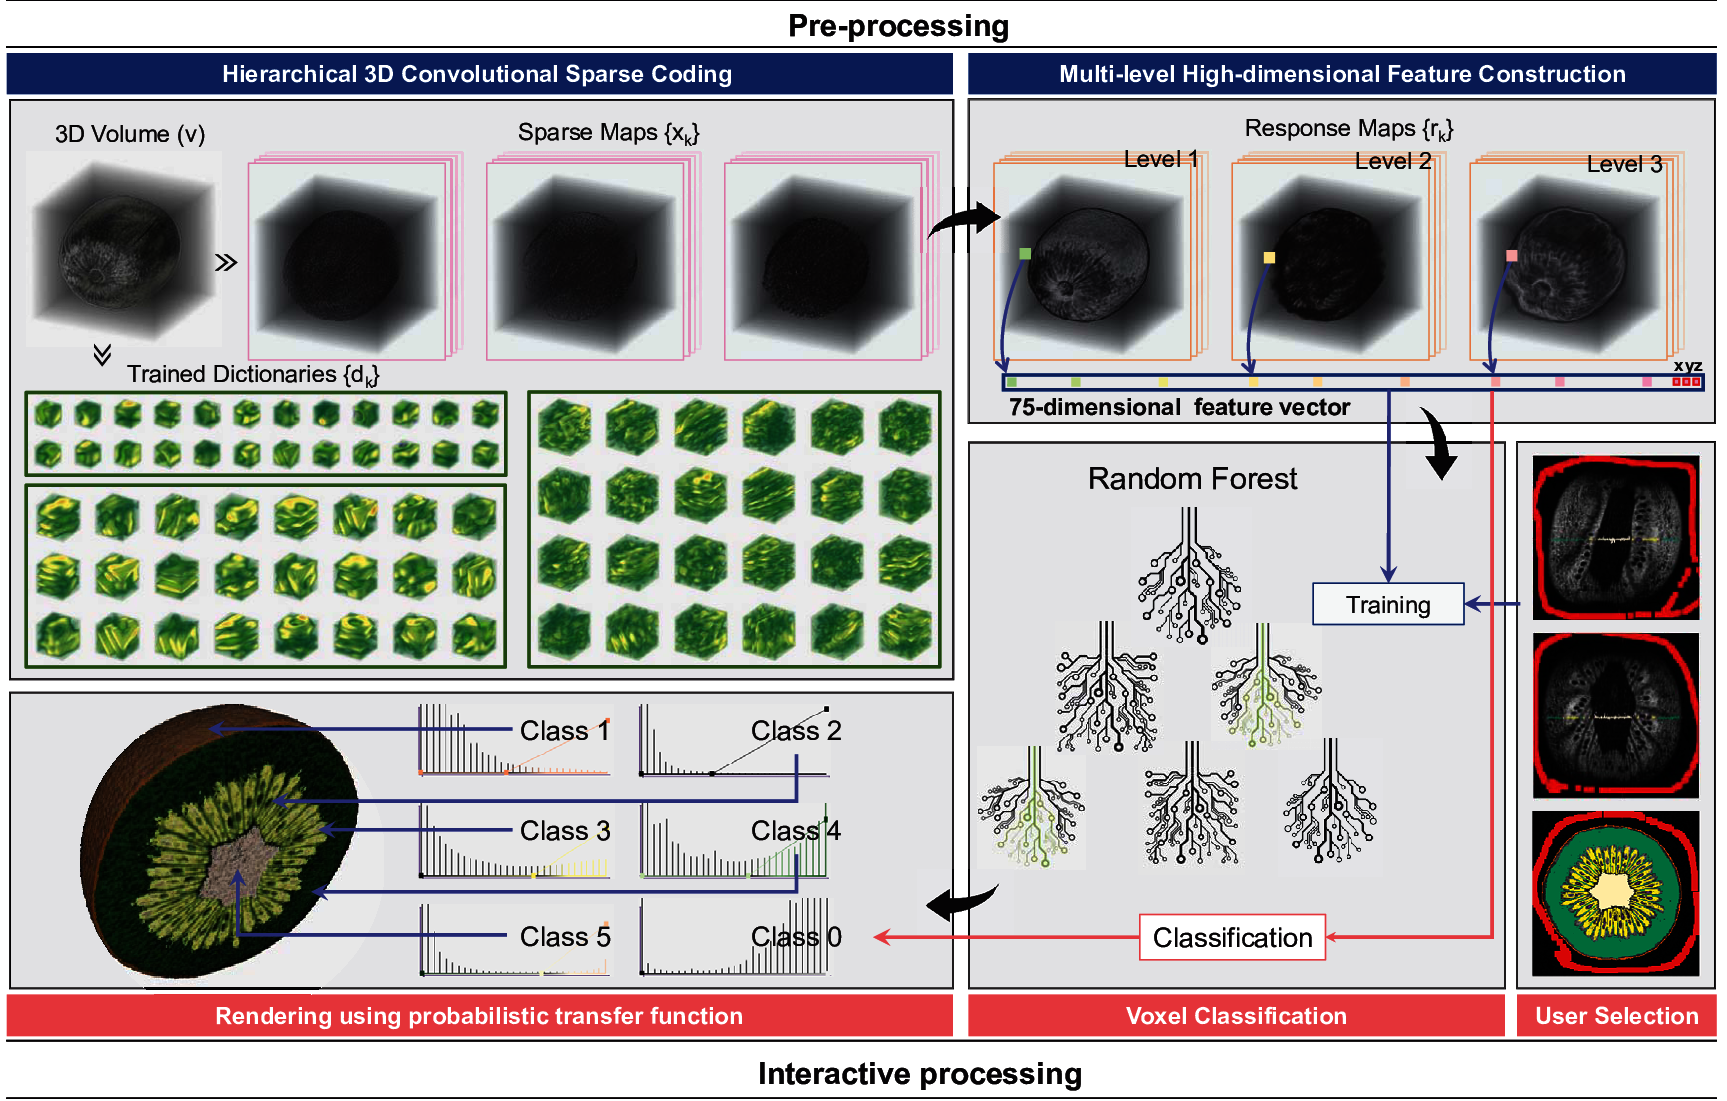 Pre-processing
Hierarchical 3D Convolutional Sparse Coding
Multi-level High-dimensional Feature Construction
3D Volume (v)
Sparse Maps {xk}
Response Maps {rk}
Level 1
Level 2
Level 3
Trained Dictionaries {dk}
xyz
75-dimensional feature vector
Random Forest
Training
Class 1
Class 2
Class 3
Class 4
Class 5
Class 0
Classification
Rendering using probabilistic transfer function
Voxel Classification
User Selection
Interactive processing